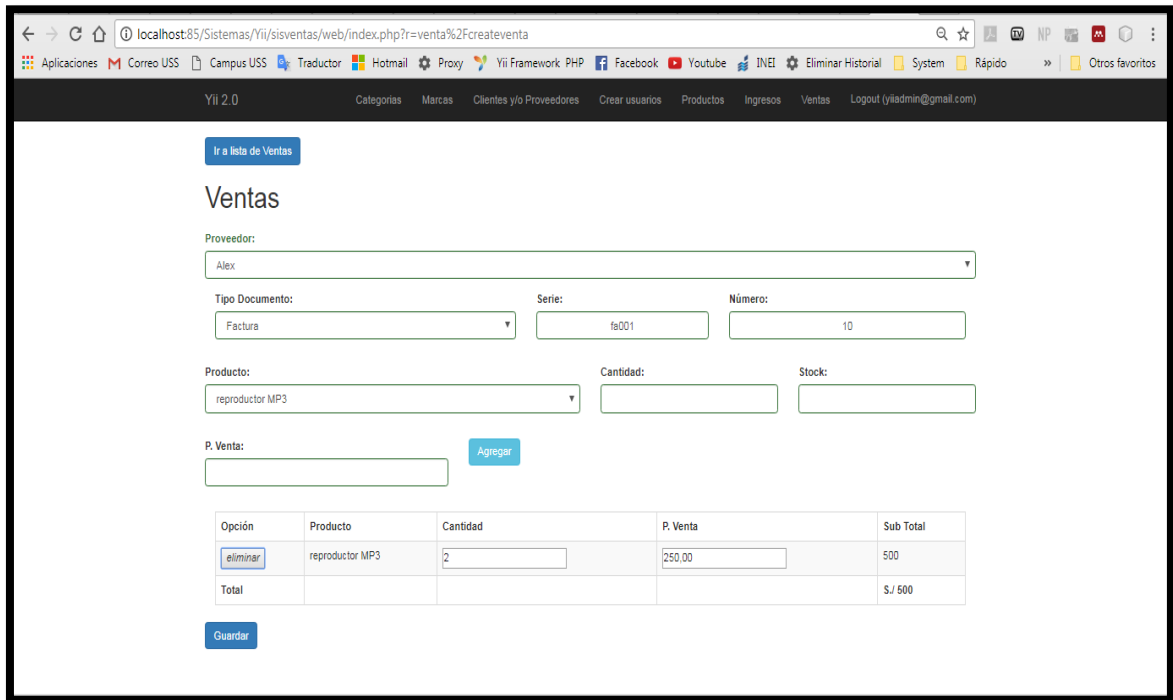 localhost:85/Sistemas/Yii/sisventas/web/index.php?r=venta%2Fcreateventa
NP
Aplicaciones Correo USS Campus USS Traductor Hotmail Proxy Yii Framework PHP Facebook Youtube INEI Eliminar Historial System Rápido » Otros favoritos
Yii 2.0 Categorias Marcas Clientes y/o Proveedores Crear usuarios Productos Ingresos Ventas Logout (yiiadmin@gmail.com)
Ir a lista de Ventas
Ventas
Proveedor:
Alex
Tipo Documento: Serie: Número:
Factura fa001 10
Producto: Cantidad: Stock:
reproductor MP3
P. Venta:
Agregar
Opción Producto Cantidad P. Venta Sub Total
eliminar reproductor MP3 2 250,00 500
Total S./ 500
Guardar